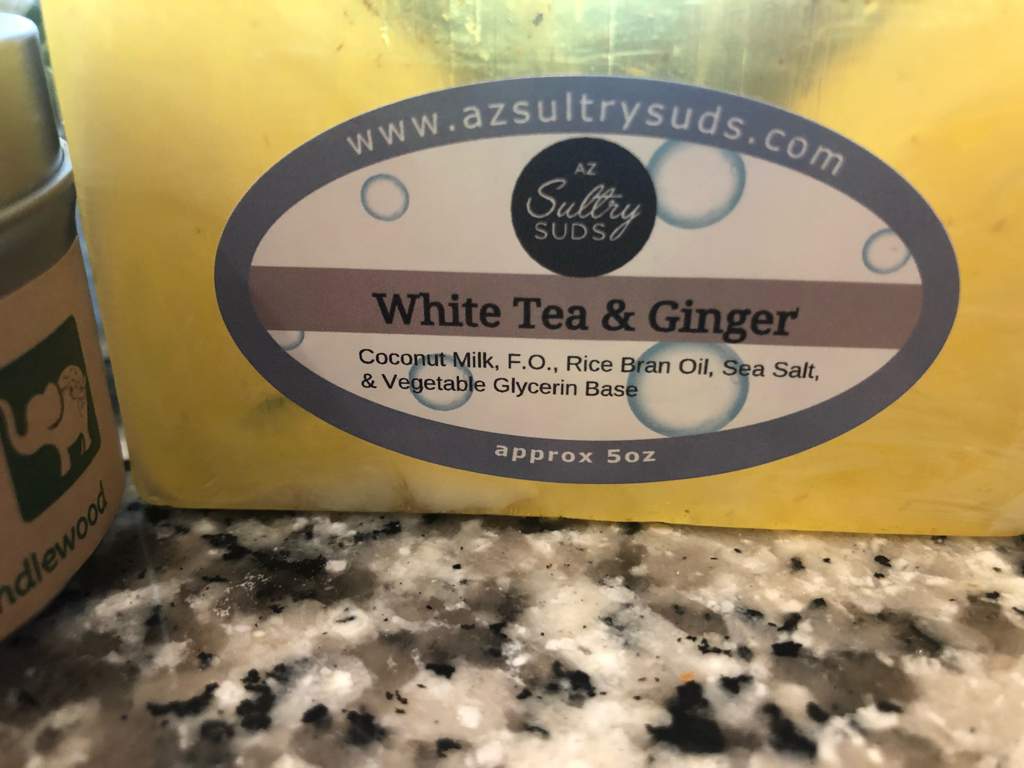 www.azsultrysuds.com
AZ
Sultry
SUDS
White Tea & Ginger
Coconut Milk, F.O., Rice Bran Oil, Sea Salt,
& Vegetable Glycerin Base
approx 5oz
ndlewood